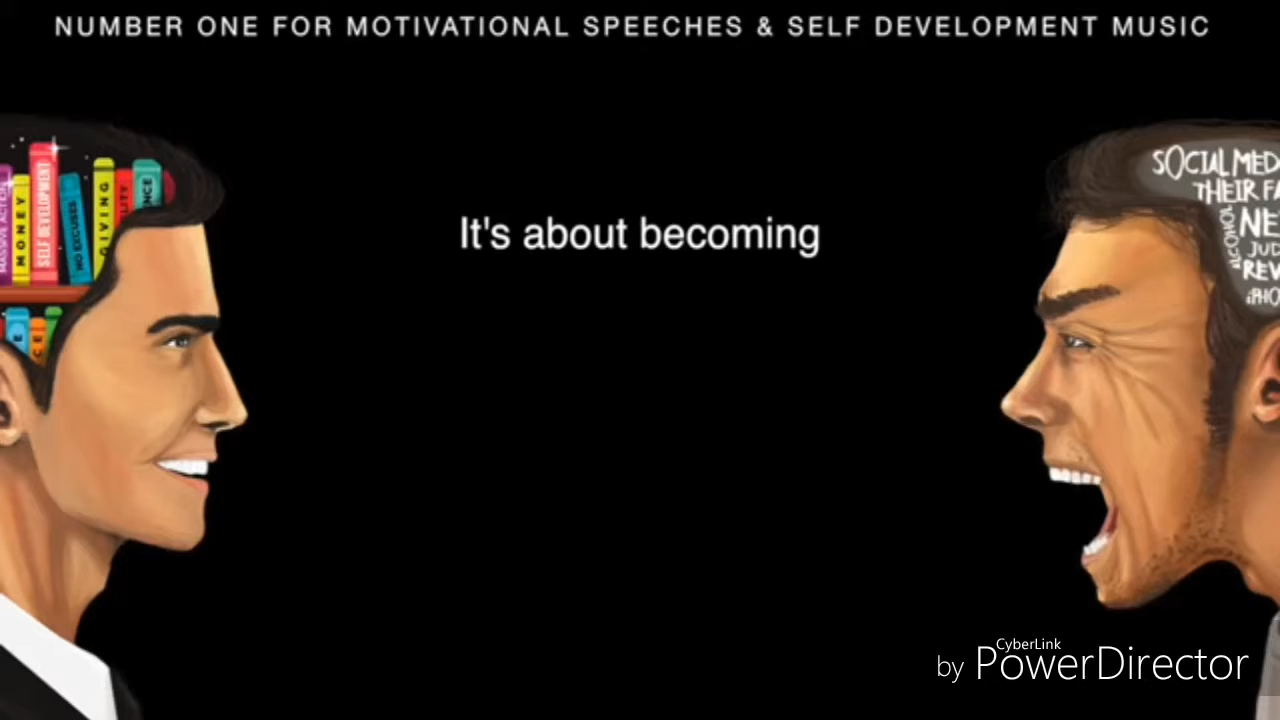 NUMBER ONE FOR MOTIVATIONAL SPEECHES & SELF DEVELOPMENT MUSIC
MONEY
SELF DEVELOPMENT
NO EXCUSES
GIVING
It's about becoming
SOCIAL MED
THEIR FA
ALCOHOL
NE
JUD
REV
CyberLink
by PowerDirector